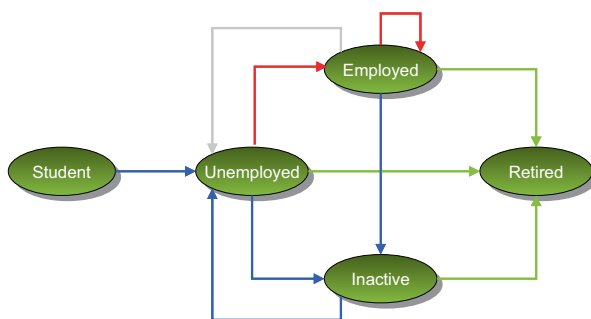 Employed
Student
Unemployed
Retired
Inactive